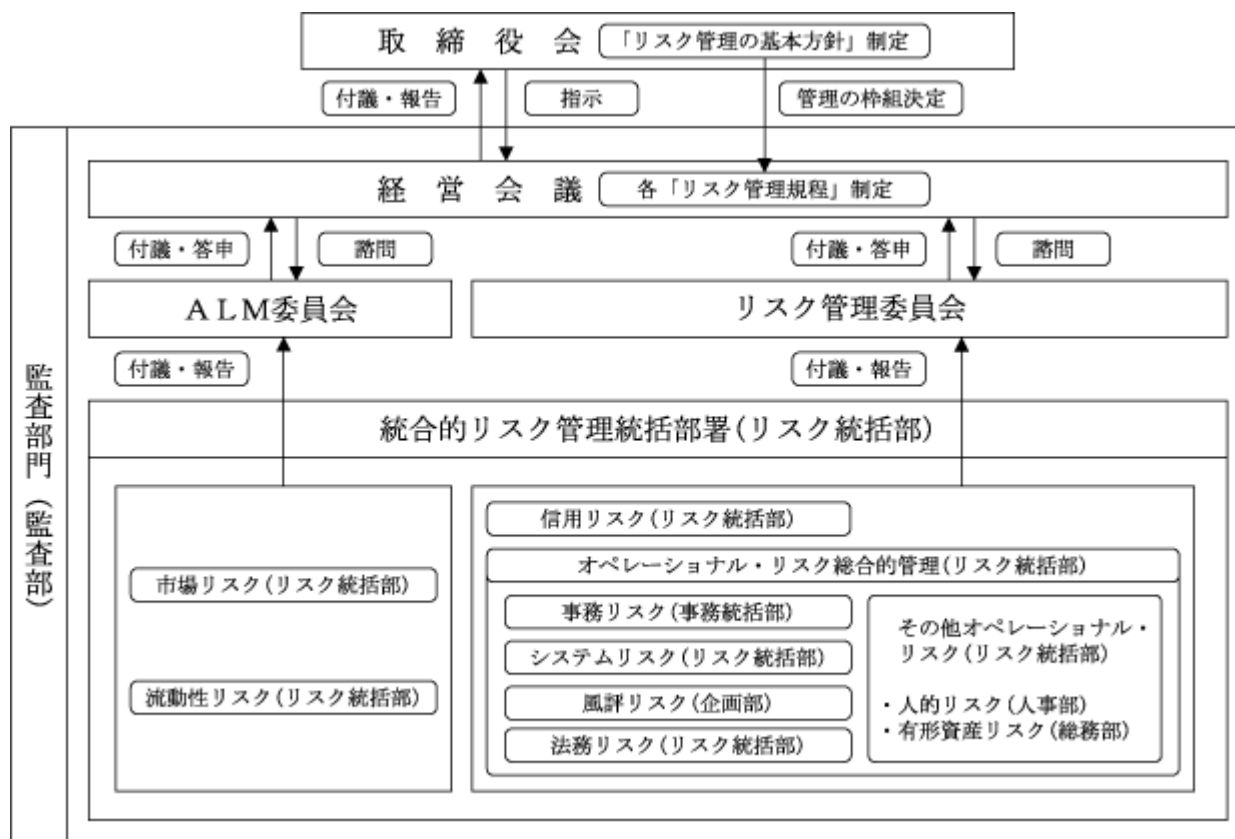 取締役会
「リスク管理の基本方針」制定
付議・報告
指示
管理の枠組決定
経営会議
各「リスク管理規程」制定
付議・答申
諮問
付議・答申
諮問
ALM委員会
リスク管理委員会
付議・報告
付議・報告
監査部門(監査部)
統合的リスク管理統括部署(リスク統括部)
市場リスク(リスク統括部)
流動性リスク(リスク統括部)
信用リスク(リスク統括部)
オペレーショナル・リスク総合的管理(リスク統括部)
事務リスク(事務統括部)
システムリスク(リスク統括部)
風評リスク(企画部)
法務リスク(リスク統括部)
その他オペレーショナル・
リスク(リスク統括部)
・人的リスク(人事部)
・有形資産リスク(総務部)